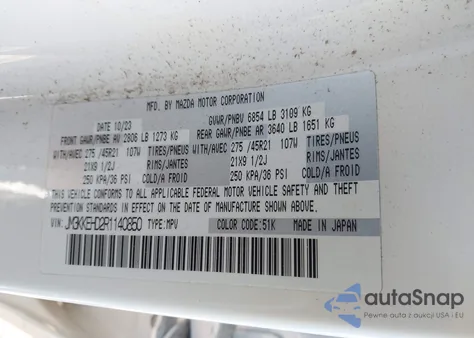 MFD. BY MAZDA MOTOR CORPORATION
DATE 10/23 GVWR/PNBV 6854 LB 3109 KG
FRONT GAWR/PNBE AV 2806 LB 1273 KG REAR GAWR/PNBE AR 3640 LB 1651 KG
WITH/AVEC 275 /45R21 107W TIRES/PNEUS WITH/AVEC 275 /45R21 107W TIRES/PNEUS
21X9 1/2J RIMS/JANTES 21X9 1/2J RIMS/JANTES
250 KPA/36 PSI COLD/A FROID 250 KPA/36 PSI COLD/A FROID
THIS VEHICLE CONFORMS TO ALL APPLICABLE FEDERAL MOTOR VEHICLE SAFETY AND THEFT
PREVENTION STANDARDS IN EFFECT ON THE DATE OF MANUFACTURE SHOWN ABOVE.
VIN: JM3KKEHD2R1140850 TYPE:MPV COLOR CODE:51K MADE IN JAPAN
autoSnap
Pewne auto z USA i EU